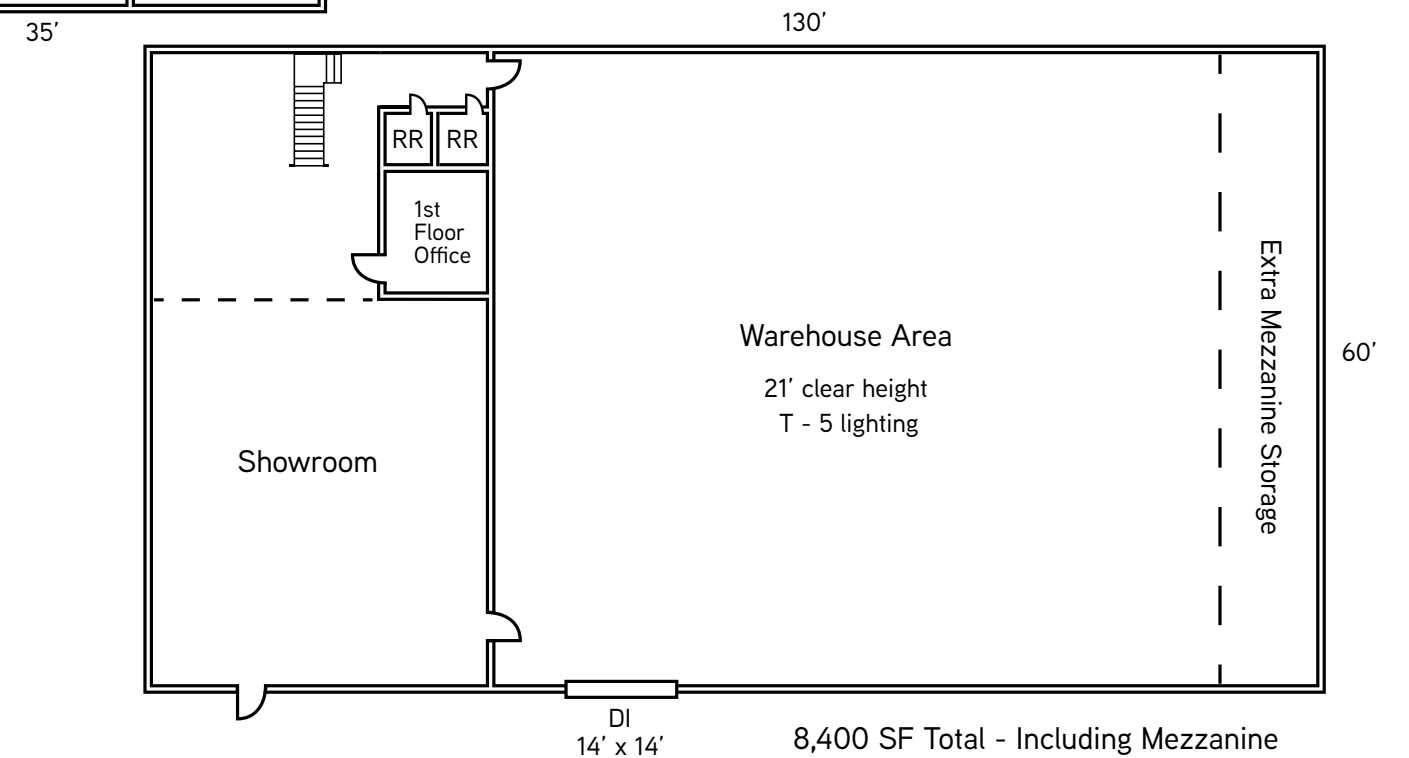 35’
130’
RR RR
1st
Floor
Office
Warehouse Area
21’ clear height
T - 5 lighting
Extra Mezzanine Storage
60’
Showroom
DI
14’ x 14’
8,400 SF Total - Including Mezzanine